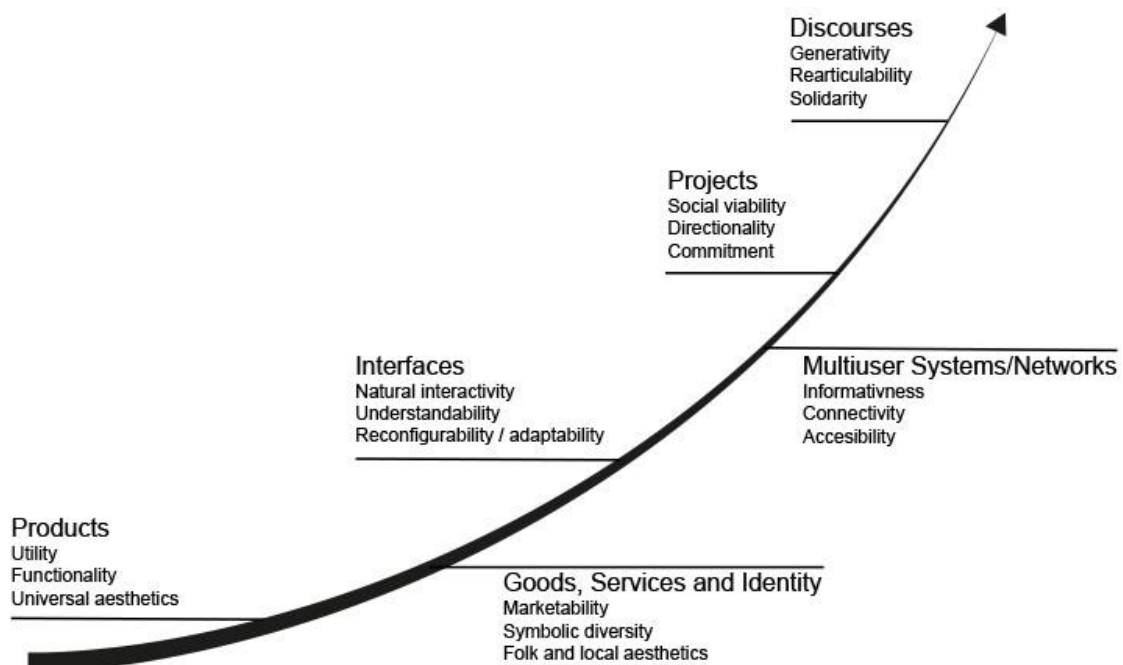 Discourses
Generativity
Rearticulability
Solidarity
Projects
Social viability
Directionality
Commitment
Multiuser Systems/Networks
Informativness
Connectivity
Accesibility
Interfaces
Natural interactivity
Understandability
Reconfigurability / adaptability
Goods, Services and Identity
Marketability
Symbolic diversity
Folk and local aesthetics
Products
Utility
Functionality
Universal aesthetics